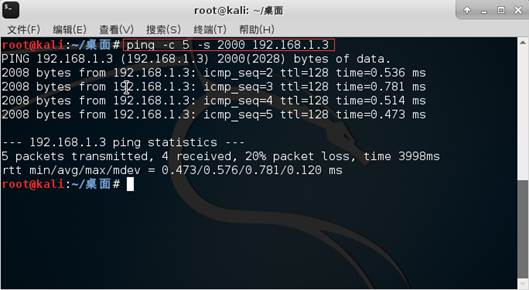 root@kali: ~/桌面
文件(F) 编辑(E) 查看(V) 搜索(S) 终端(T) 帮助(H)
root@kali:~/桌面# ping -c 5 -s 2000 192.168.1.3
PING 192.168.1.3 (192.168.1.3) 2000(2028) bytes of data.
2008 bytes from 192.168.1.3: icmp_seq=2 ttl=128 time=0.536 ms
2008 bytes from 192.168.1.3: icmp_seq=3 ttl=128 time=0.781 ms
2008 bytes from 192.168.1.3: icmp_seq=4 ttl=128 time=0.514 ms
2008 bytes from 192.168.1.3: icmp_seq=5 ttl=128 time=0.473 ms
--- 192.168.1.3 ping statistics ---
5 packets transmitted, 4 received, 20% packet loss, time 3998ms
rtt min/avg/max/mdev = 0.473/0.576/0.781/0.120 ms
root@kali:~/桌面#